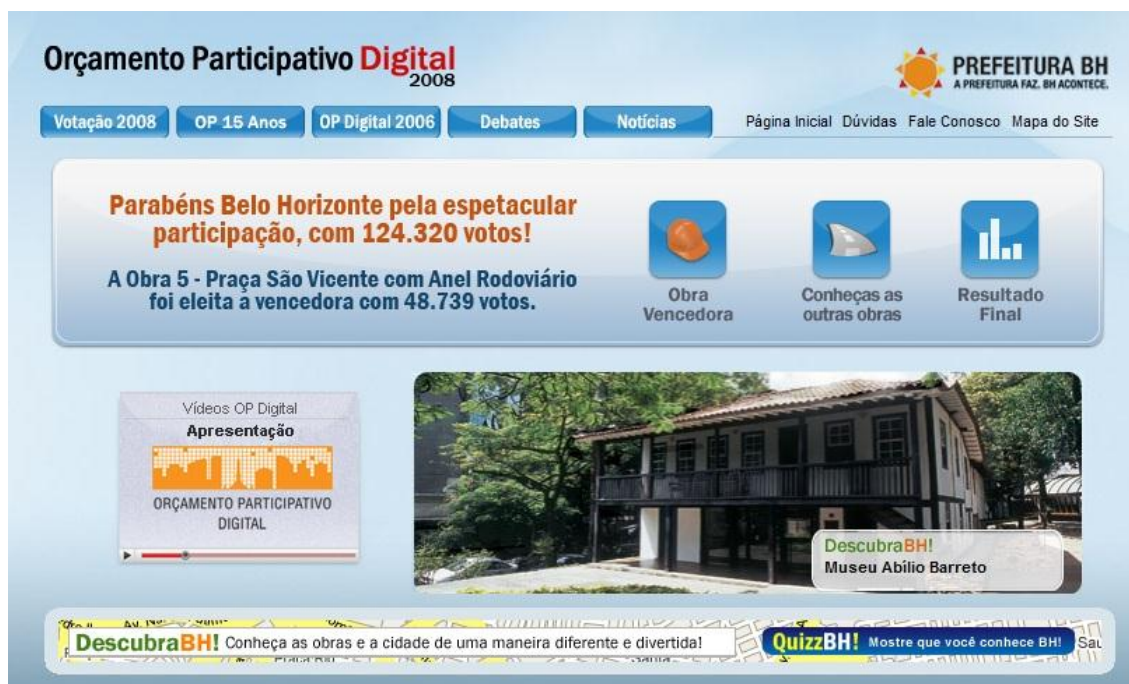 Orçamento Participativo Digital
2008
PREFEITURA BH
A PREFEITURA FAZ. BH ACONTECE.
Votação 2008
OP 15 Anos
OP Digital 2006
Debates
Notícias
Página Inicial Dúvidas Fale Conosco Mapa do Site
Parabéns Belo Horizonte pela espetacular
participação, com 124.320 votos!
A Obra 5 - Praça São Vicente com Anel Rodoviário
foi eleita a vencedora com 48.739 votos.
Obra
Vencedora
Conheças as
outras obras
Resultado
Final
Vídeos OP Digital
Apresentação
ORÇAMENTO PARTICIPATIVO
DIGITAL
DescubraBH!
Museu Abílio Barreto
DescubraBH! Conheça as obras e a cidade de uma maneira diferente e divertida!
QuizzBH! Mostre que você conhece BH!